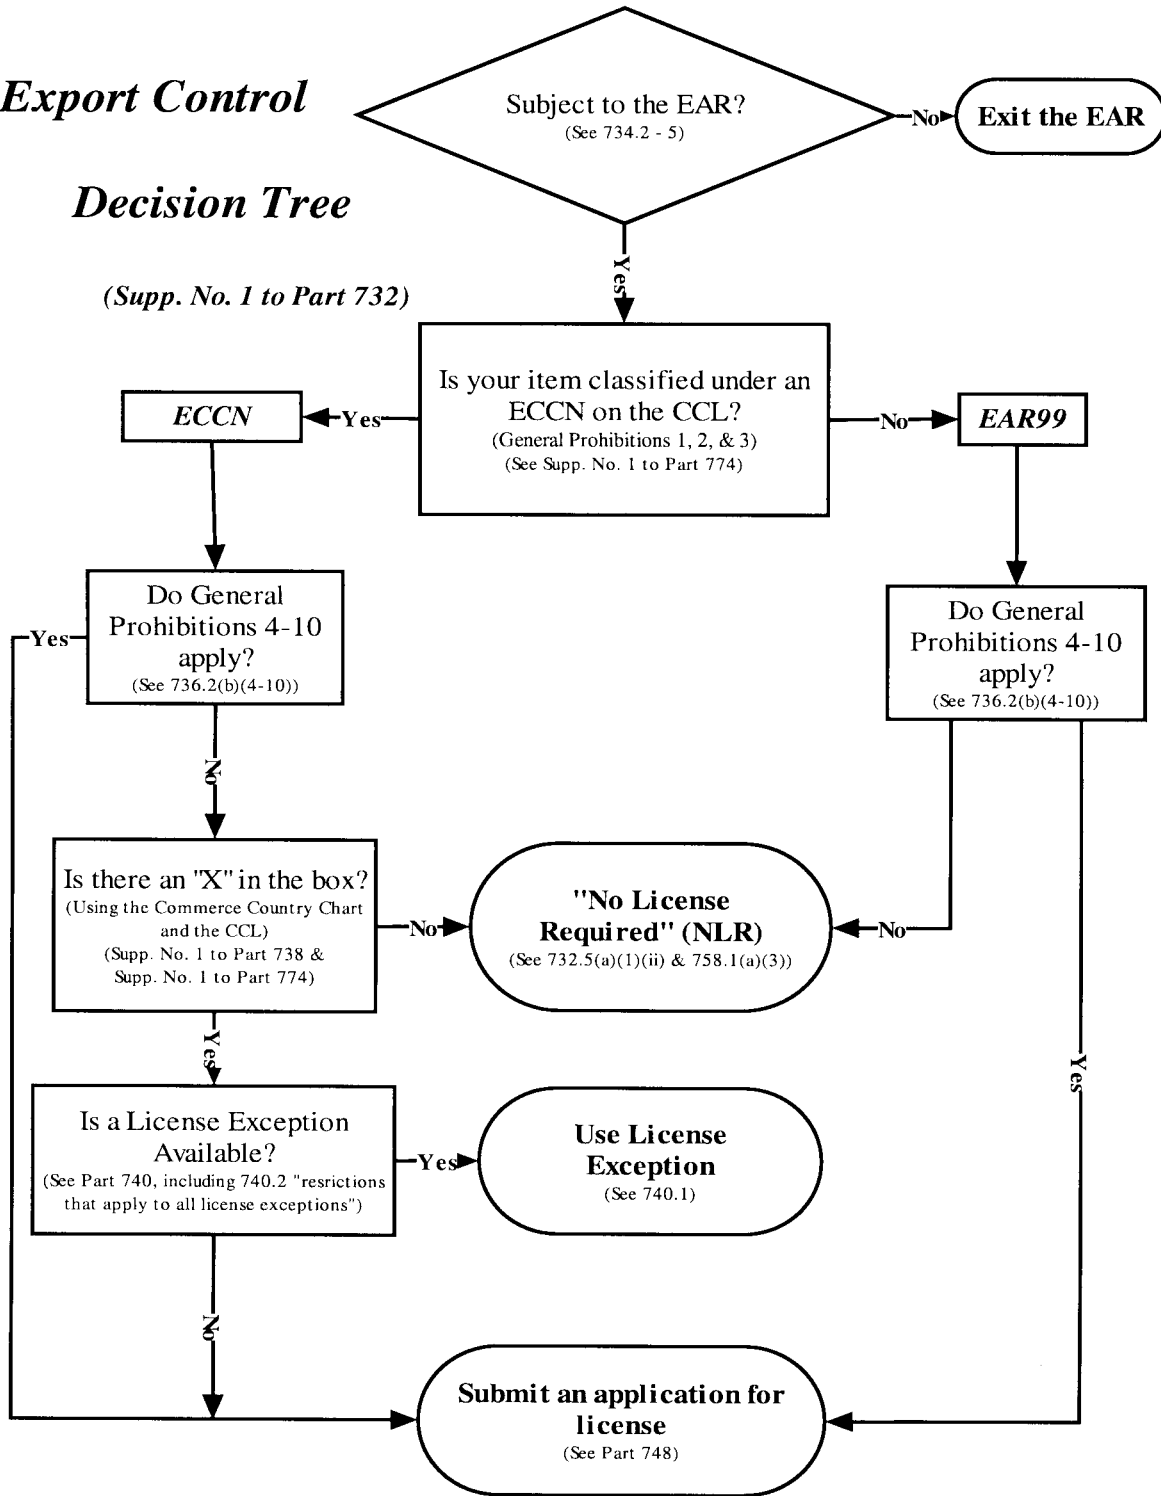 Export Control
Decision Tree
(Supp. No. 1 to Part 732)
Subject to the EAR?
(See 734.2 - 5)
No
Exit the EAR
Yes
Is your item classified under an
ECCN on the CCL?
(General Prohibitions 1, 2, & 3)
(See Supp. No. 1 to Part 774)
Yes
ECCN
No
EAR99
Do General
Prohibitions 4-10
apply?
(See 736.2(b)(4-10))
Yes
No
Do General
Prohibitions 4-10
apply?
(See 736.2(b)(4-10))
No
Yes
Is there an "X" in the box?
(Using the Commerce Country Chart
and the CCL)
(Supp. No. 1 to Part 738 &
Supp. No. 1 to Part 774)
No
"No License
Required" (NLR)
(See 732.5(a)(1)(ii) & 758.1(a)(3))
Yes
Is a License Exception
Available?
(See Part 740, including 740.2 "resrictions
that apply to all license exceptions")
Yes
Use License
Exception
(See 740.1)
No
Submit an application for
license
(See Part 748)